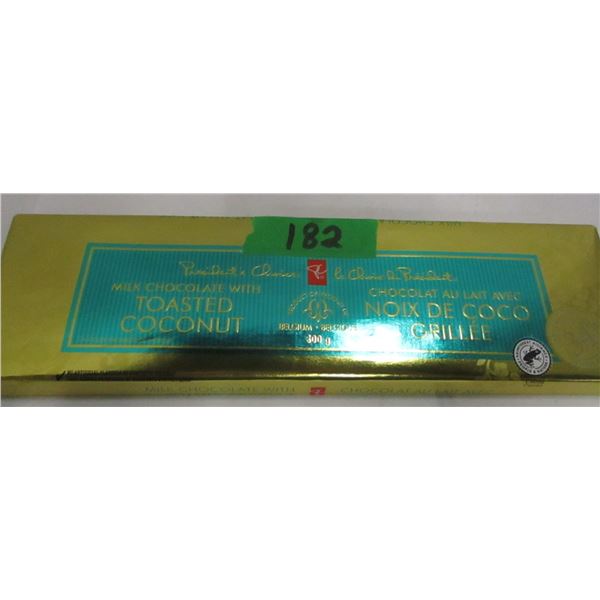 182
President's Choice
le Choix du Président
MILK CHOCOLATE WITH
TOASTED
COCONUT
CHOCOLAT AU LAIT AVEC
NOIX DE COCO
GRILLÉE
BELGIUM • BELGIQUE
300 g
MILK CHOCOLATE WITH
CHOCOLAT AU LAIT AVEC